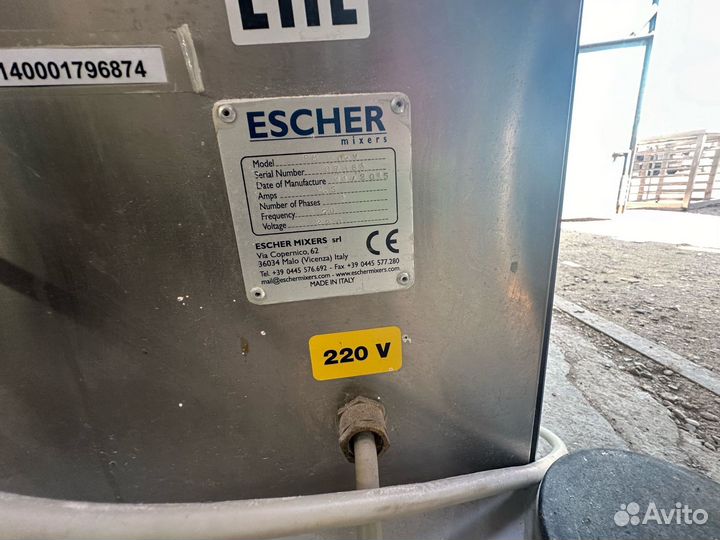 EAC
140001796874
ESCHER
mixers
Model
Serial Number
Date of Manufacture
Amps
Number of Phases
Frequency
Voltage
ESCHER MIXERS srl
Via Copernico, 62
36034 Malo (Vicenza) Italy
Tel. +39 0445 576.692 - Fax +39 0445 577.280
mail@eschermixers.com - www.eschermixers.com
MADE IN ITALY
CE
220 V
Avito